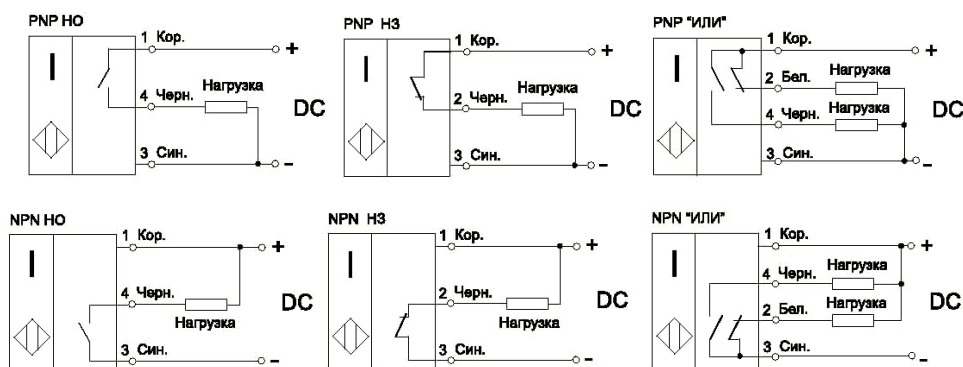 PNP НО
1 Кор.
+
I
Нагрузка
4 Черн.
DC
3 Син.
-
PNP НЗ
1 Кор.
+
I
Нагрузка
2 Черн.
DC
3 Син.
-
PNP "ИЛИ"
1 Кор.
+
I
Нагрузка
2 Бел.
Нагрузка
4 Черн.
DC
3 Син.
-
NPN НО
1 Кор.
+
I
4 Черн.
Нагрузка
DC
3 Син.
-
NPN НЗ
1 Кор.
+
I
2 Черн.
Нагрузка
DC
3 Син.
-
NPN "ИЛИ"
1 Кор.
+
I
Нагрузка
4 Черн.
Нагрузка
2 Бел.
DC
3 Син.
-